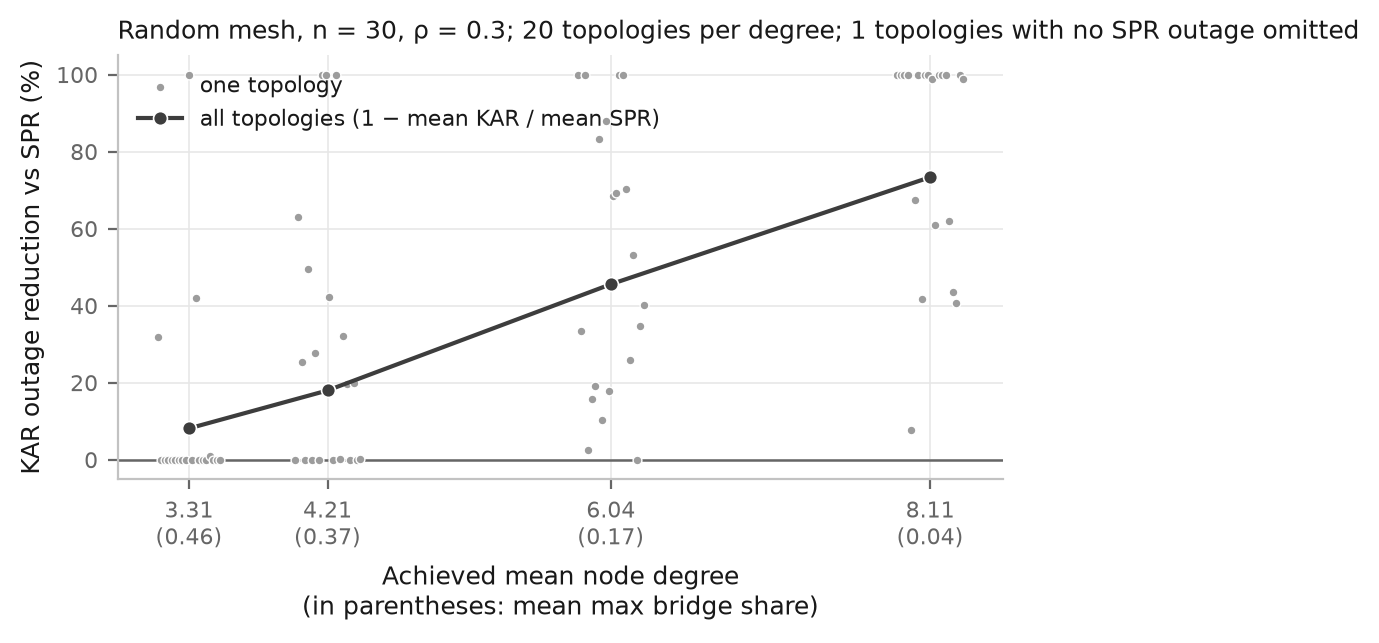 Random mesh, n = 30, ρ = 0.3; 20 topologies per degree; 1 topologies with no SPR outage omitted
KAR outage reduction vs SPR (%)
100
80
60
40
20
0
one topology
all topologies (1 − mean KAR / mean SPR)
3.31
(0.46)
4.21
(0.37)
6.04
(0.17)
8.11
(0.04)
Achieved mean node degree
(in parentheses: mean max bridge share)